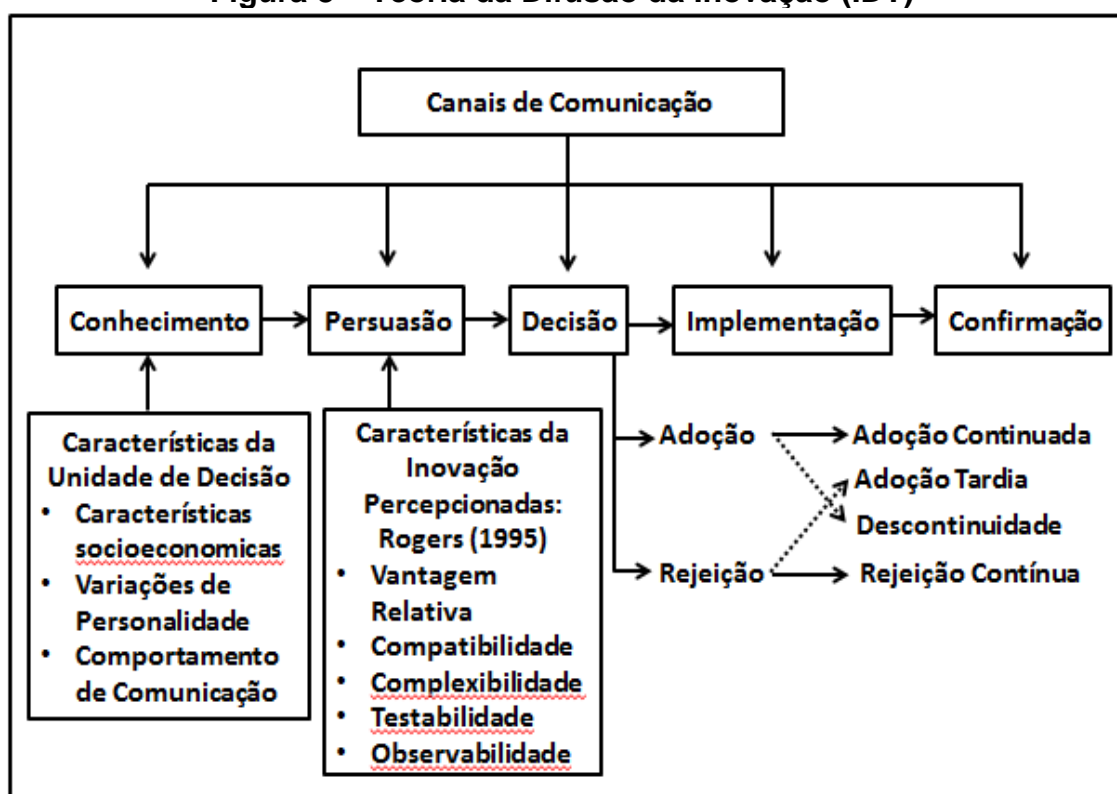 Canais de Comunicação
Conhecimento
Persuasão
Decisão
Implementação
Confirmação
Características da
Unidade de Decisão
• Características
socioeconomicas
• Variações de
Personalidade
• Comportamento
de Comunicação
Características da
Inovação
Percepcionadas:
Rogers (1995)
• Vantagem
Relativa
• Compatibilidade
• Complexibilidade
• Testabilidade
• Observabilidade
Adoção
Adoção Continuada
Adoção Tardia
Descontinuidade
Rejeição
Rejeição Contínua